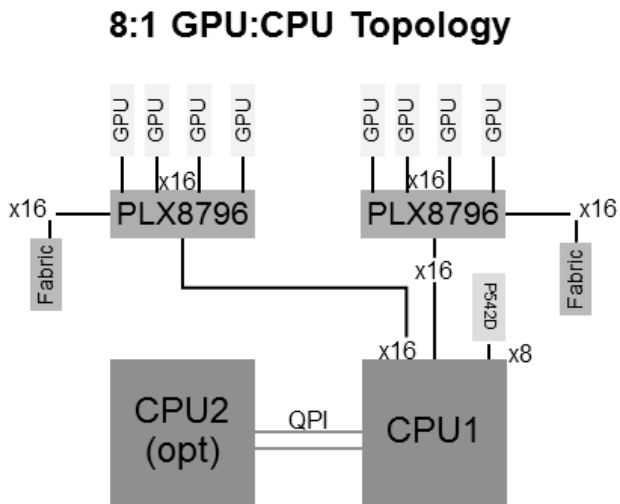 8:1 GPU:CPU Topology
GPU
GPU
GPU
GPU
GPU
GPU
GPU
GPU
x16
x16
x16
PLX8796
PLX8796
x16
Fabric
Fabric
x16
P542D
x16
x8
CPU2
(opt)
QPI
CPU1